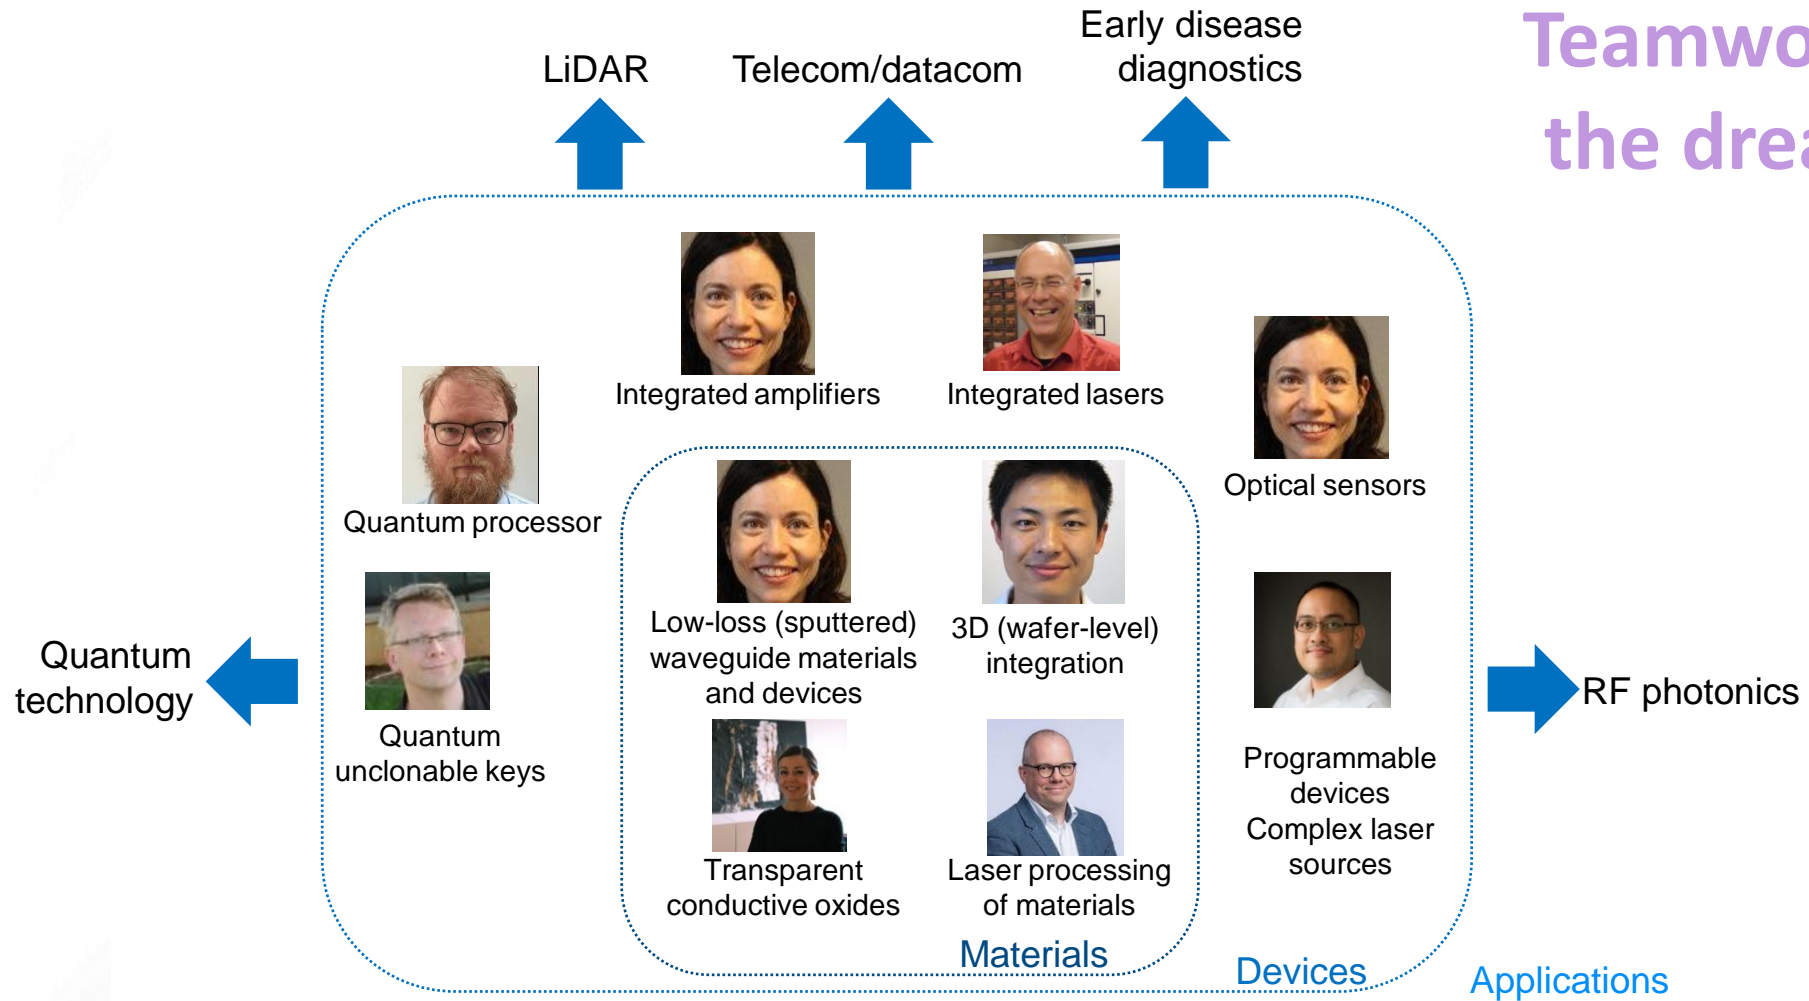 Early disease
diagnostics
LiDAR
Telecom/datacom
Teamwo
the drea
Integrated amplifiers
Integrated lasers
Optical sensors
Quantum processor
Low-loss (sputtered)
waveguide materials
and devices
3D (wafer-level)
integration
Quantum
technology
RF photonics
Quantum
unclonable keys
Programmable
devices
Complex laser
sources
Transparent
conductive oxides
Laser processing
of materials
Materials
Devices
Applications